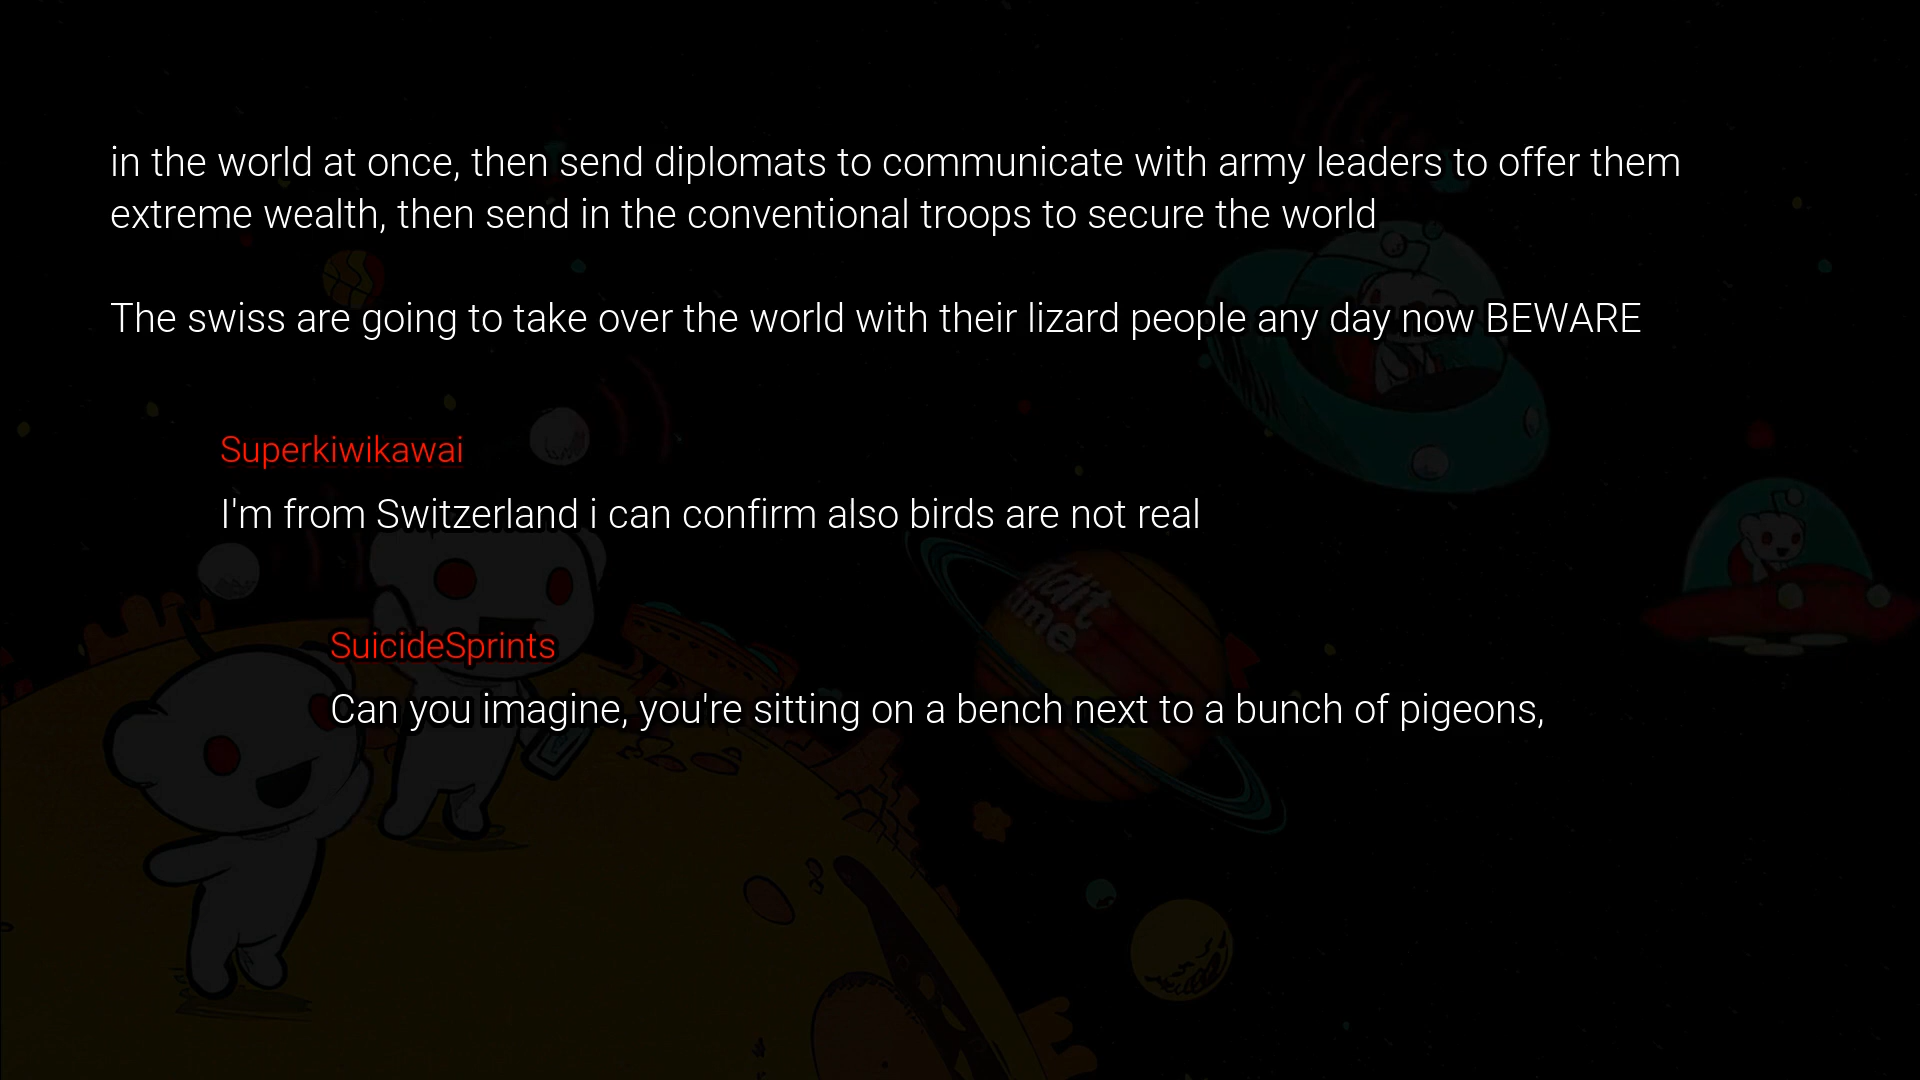 in the world at once, then send diplomats to communicate with army leaders to offer them
extreme wealth, then send in the conventional troops to secure the world
The swiss are going to take over the world with their lizard people any day now BEWARE
Superkiwikawai
I'm from Switzerland i can confirm also birds are not real
SuicideSprints
Can you imagine, you're sitting on a bench next to a bunch of pigeons,